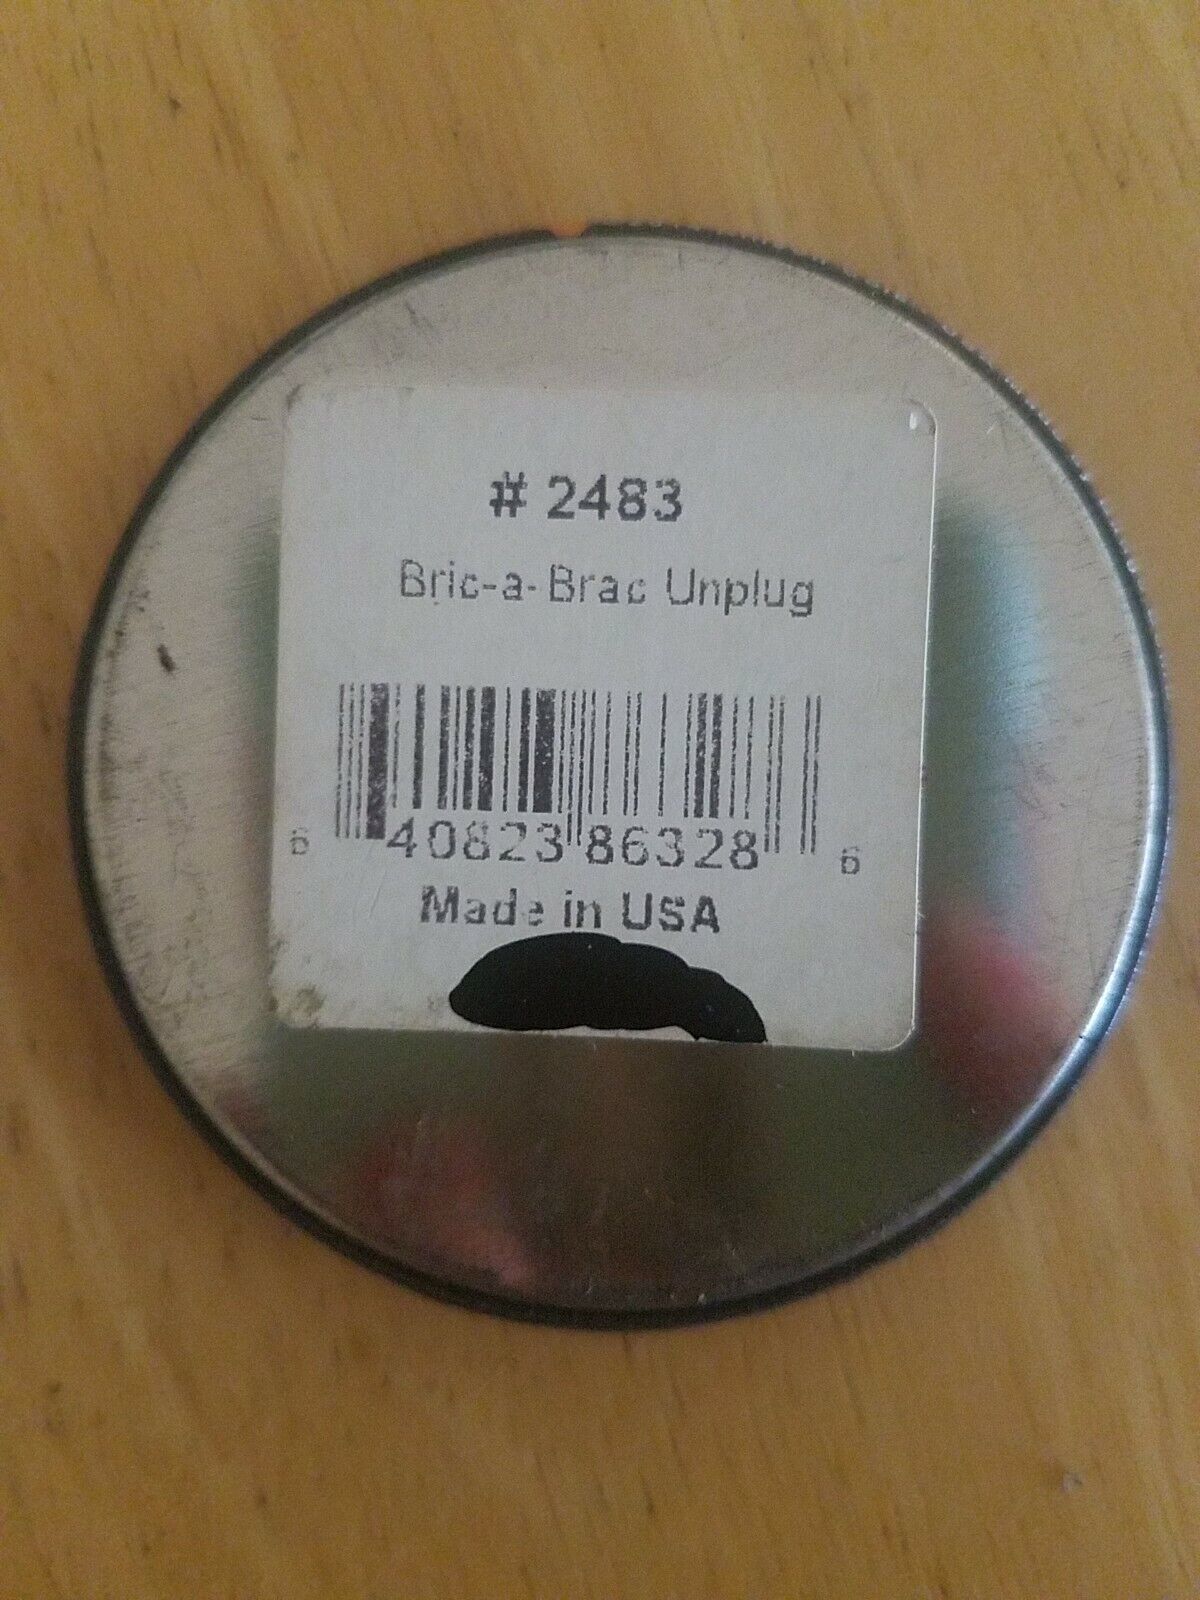 # 2483
Bric-a-Brac Unplug
6 40823 86328 6
Made in USA